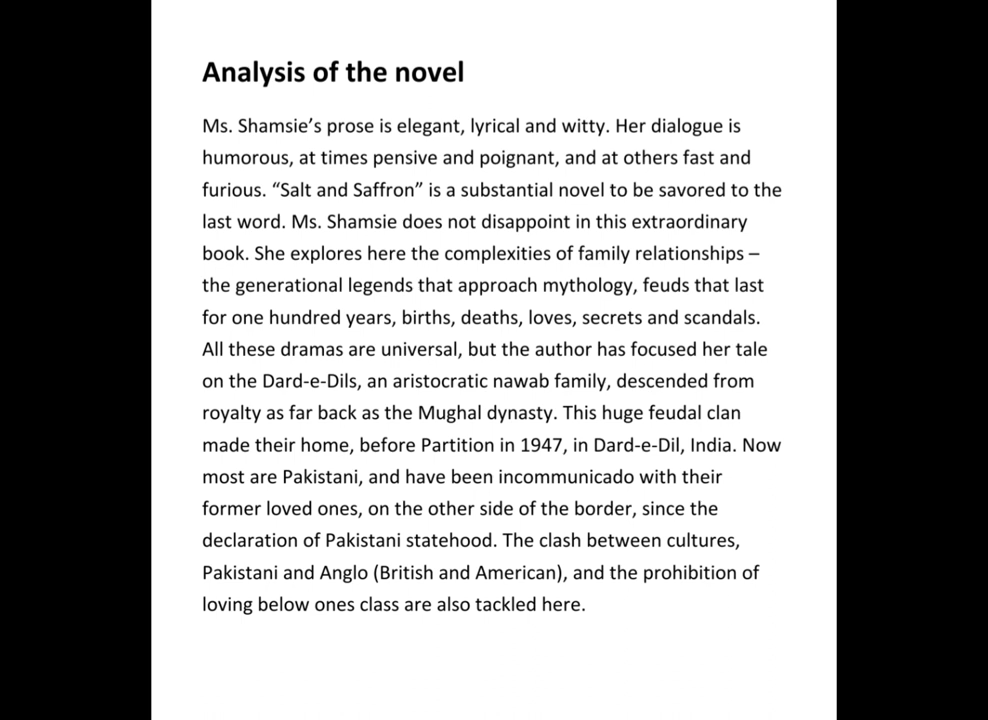 Analysis of the novel
Ms. Shamsie’s prose is elegant, lyrical and witty. Her dialogue is
humorous, at times pensive and poignant, and at others fast and
furious. “Salt and Saffron” is a substantial novel to be savored to the
last word. Ms. Shamsie does not disappoint in this extraordinary
book. She explores here the complexities of family relationships –
the generational legends that approach mythology, feuds that last
for one hundred years, births, deaths, loves, secrets and scandals.
All these dramas are universal, but the author has focused her tale
on the Dard-e-Dils, an aristocratic nawab family, descended from
royalty as far back as the Mughal dynasty. This huge feudal clan
made their home, before Partition in 1947, in Dard-e-Dil, India. Now
most are Pakistani, and have been incommunicado with their
former loved ones, on the other side of the border, since the
declaration of Pakistani statehood. The clash between cultures,
Pakistani and Anglo (British and American), and the prohibition of
loving below ones class are also tackled here.